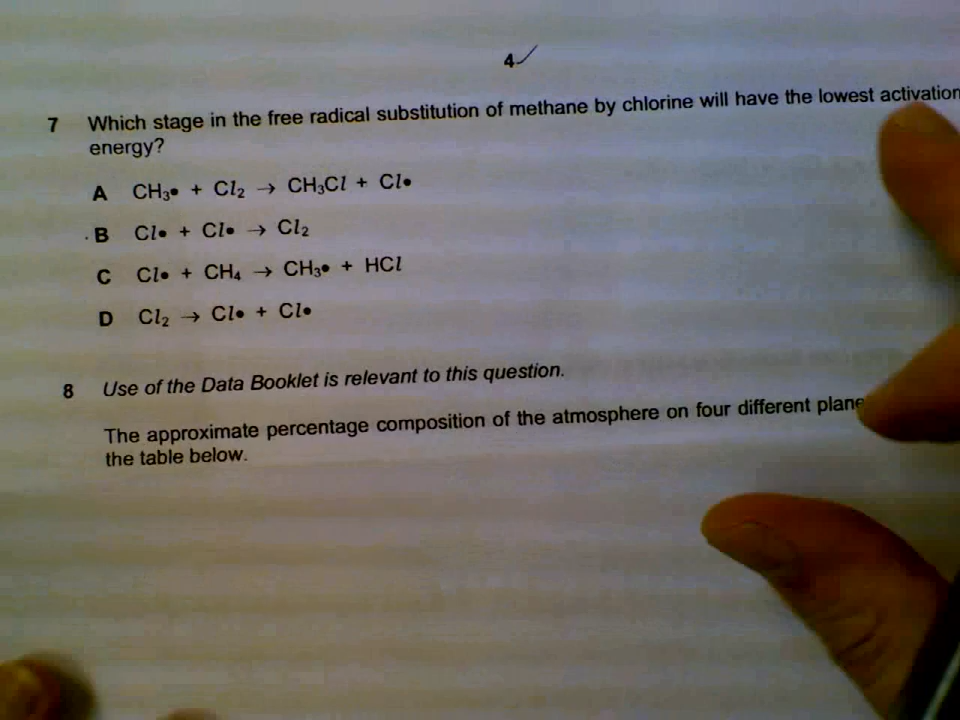 4
7 Which stage in the free radical substitution of methane by chlorine will have the lowest activation
energy?
A CH₃• + Cl₂ → CH₃Cl + Cl•
B Cl• + Cl• → Cl₂
C Cl• + CH₄ → CH₃• + HCl
D Cl₂ → Cl• + Cl•
8 Use of the Data Booklet is relevant to this question.
The approximate percentage composition of the atmosphere on four different
the table below.